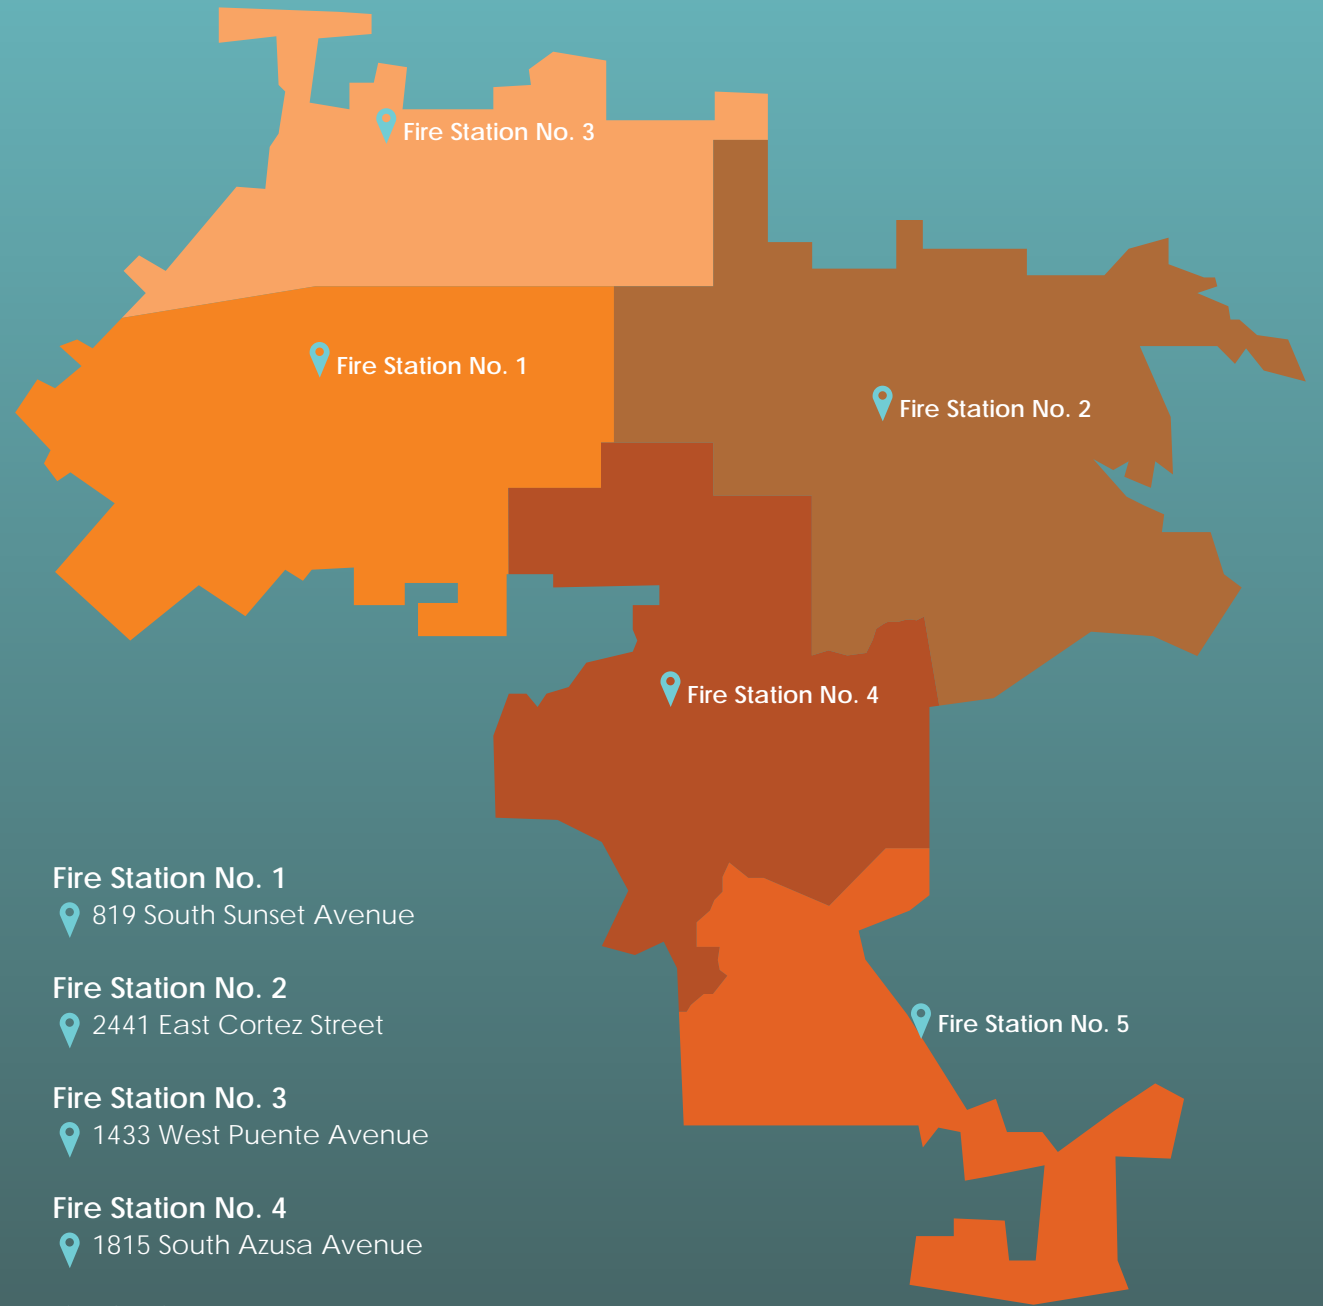 Fire Station No. 3
Fire Station No. 1
Fire Station No. 2
Fire Station No. 4
Fire Station No. 1
819 South Sunset Avenue
Fire Station No. 2
2441 East Cortez Street
Fire Station No. 5
Fire Station No. 3
1433 West Puente Avenue
Fire Station No. 4
1815 South Azusa Avenue